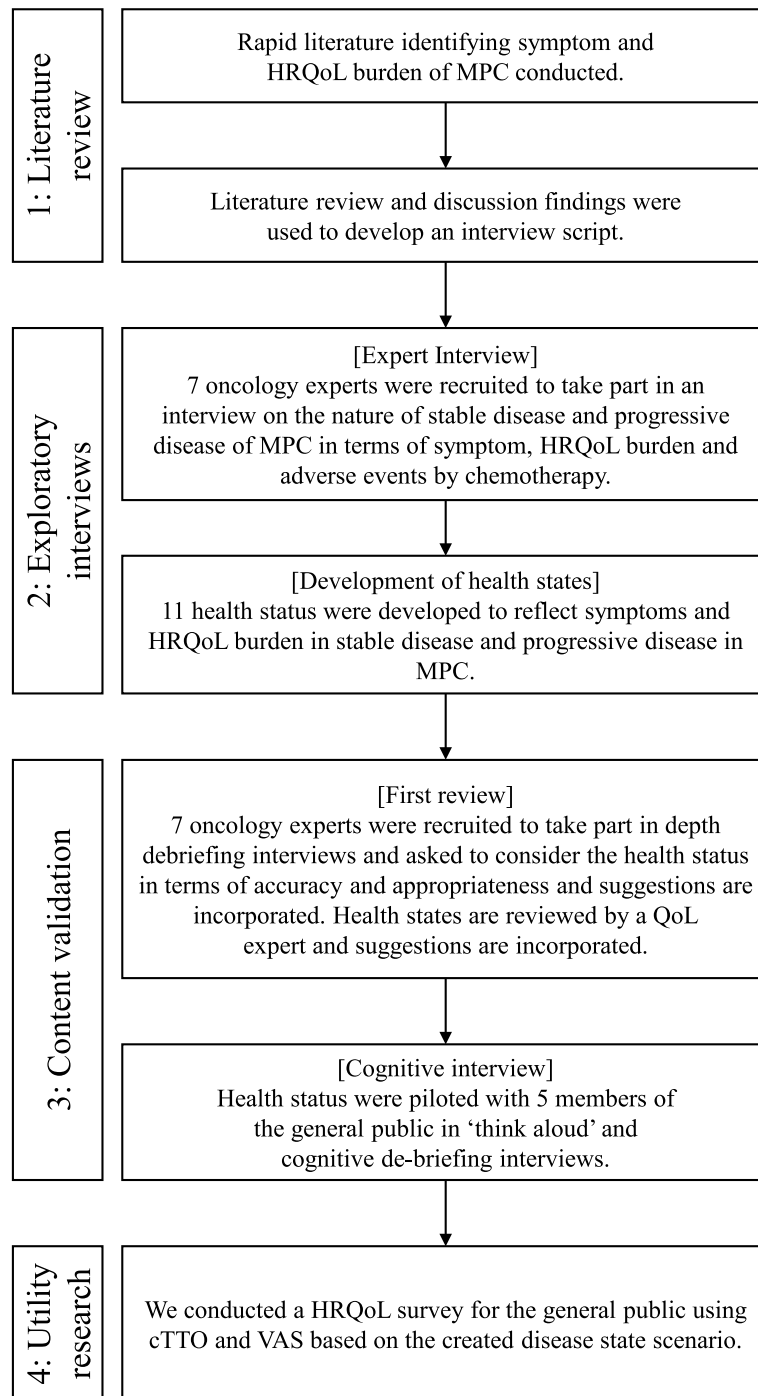 1: Literature
review
Rapid literature identifying symptom and
HRQoL burden of MPC conducted.
Literature review and discussion findings were
used to develop an interview script.
2: Exploratory
interviews
[Expert Interview]
7 oncology experts were recruited to take part in an
interview on the nature of stable disease and progressive
disease of MPC in terms of symptom, HRQoL burden and
adverse events by chemotherapy.
[Development of health states]
11 health status were developed to reflect symptoms and
HRQoL burden in stable disease and progressive disease in
MPC.
3: Content validation
[First review]
7 oncology experts were recruited to take part in depth
debriefing interviews and asked to consider the health status
in terms of accuracy and appropriateness and suggestions are
incorporated. Health states are reviewed by a QoL
expert and suggestions are incorporated.
[Cognitive interview]
Health status were piloted with 5 members of
the general public in ‘think aloud’ and
cognitive de-briefing interviews.
4: Utility
research
We conducted a HRQoL survey for the general public using
cTTO and VAS based on the created disease state scenario.